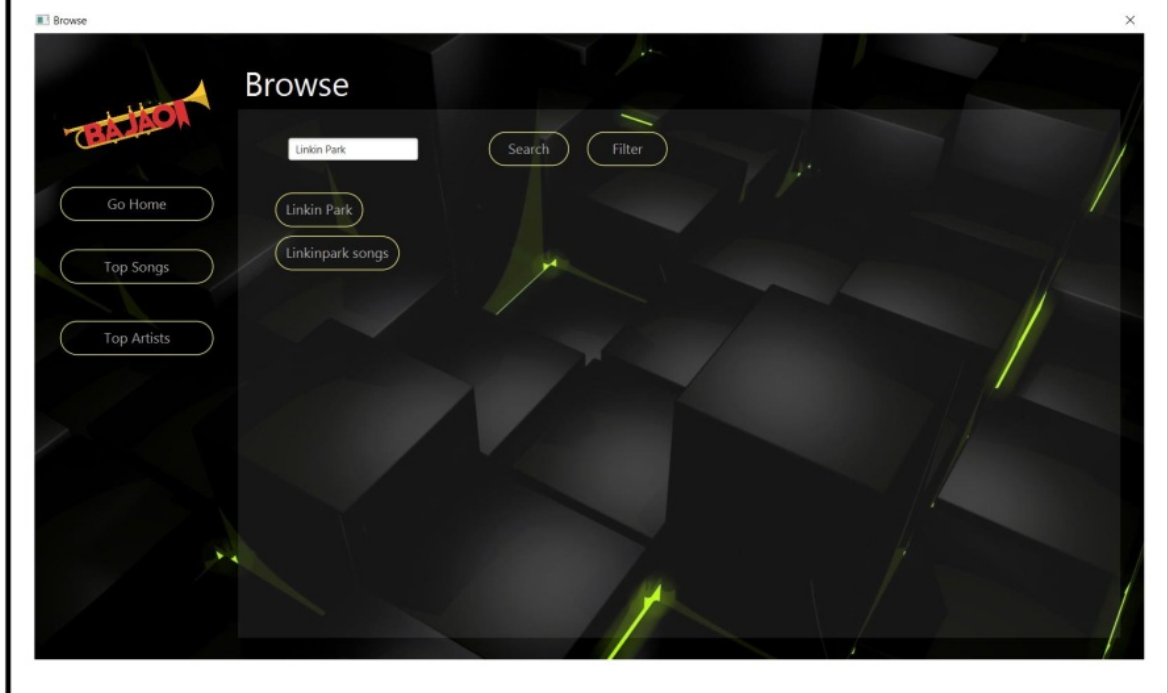 Browse
BAJAO
Browse
Linkin Park
Search
Filter
Go Home
Linkin Park
Linkinpark songs
Top Songs
Top Artists